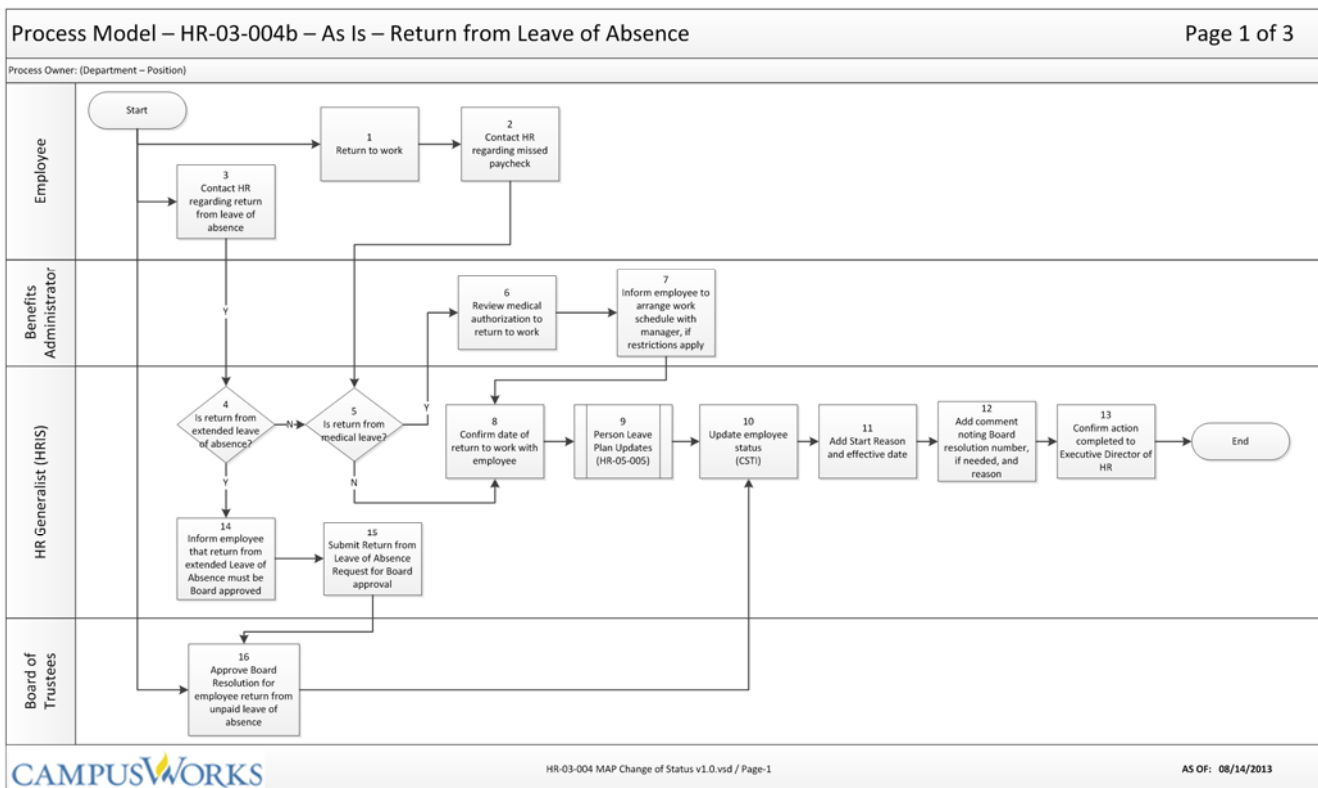 Process Model – HR-03-004b – As Is – Return from Leave of Absence
Page 1 of 3
Process Owner: (Department – Position)
Employee
Start
1
Return to work
2
Contact HR
regarding missed
paycheck
3
Contact HR
regarding return
from leave of
absence
Benefits
Administrator
Y
6
Review medical
authorization to
return to work
7
Inform employee to
arrange work
schedule with
manager, if
restrictions apply
HR Generalist (HRIS)
4
Is return from
extended leave
of absence?
N
5
Is return from
medical leave?
Y
N
Y
8
Confirm date of
return to work with
employee
9
Person Leave
Plan Updates
(HR-05-005)
10
Update employee
status
(CSTI)
11
Add Start Reason
and effective date
12
Add comment
noting Board
resolution number,
if needed, and
reason
13
Confirm action
completed to
Executive Director of
HR
End
14
Inform employee
that return from
extended Leave of
Absence must be
Board approved
15
Submit Return from
Leave of Absence
Request for Board
approval
Board of
Trustees
16
Approve Board
Resolution for
employee return from
unpaid leave of
absence
CAMPUSWORKS
HR-03-004 MAP Change of Status v1.0.vsd / Page-1
AS OF: 08/14/2013